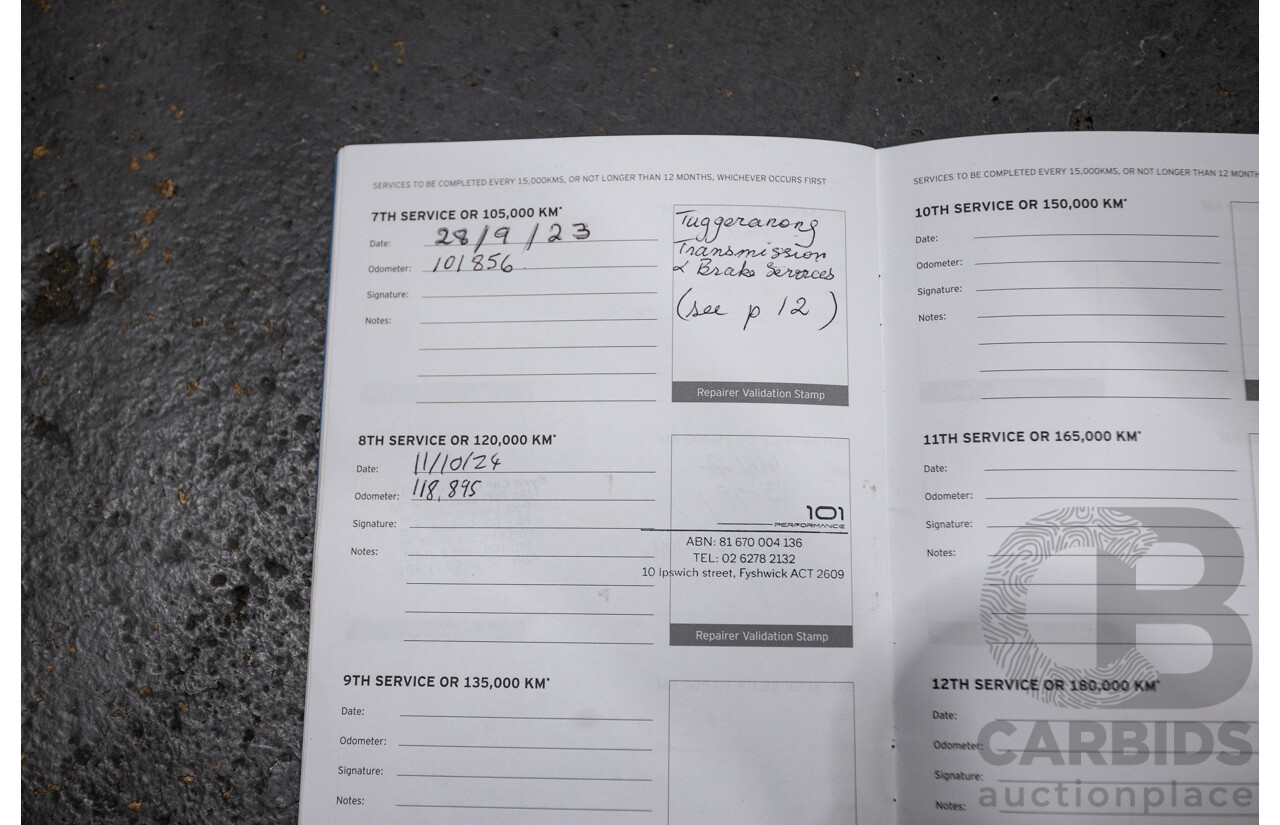 SERVICES TO BE COMPLETED EVERY 15,000KMS, OR NOT LONGER THAN 12 MONTHS, WHICHEVER OCCURS FIRST
7TH SERVICE OR 105,000 KM*
Date: 28/9/23
Odometer: 101856
Signature:
Notes:
Tuggeranong
Transmission
& Brake Services
(see p 12)
Repairer Validation Stamp
8TH SERVICE OR 120,000 KM*
Date: 11/10/24
Odometer: 118,895
Signature:
Notes:
101
PERFORMANCE
ABN: 81 670 004 136
TEL: 02 6278 2132
10 Ipswich street, Fyshwick ACT 2609
Repairer Validation Stamp
9TH SERVICE OR 135,000 KM*
Date:
Odometer:
Signature:
Notes:
SERVICES TO BE COMPLETED EVERY 15,000KMS, OR NOT LONGER THAN 12 MONTH
10TH SERVICE OR 150,000 KM*
Date:
Odometer:
Signature:
Notes:
11TH SERVICE OR 165,000 KM*
Date:
Odometer:
Signature:
Notes:
12TH SERVICE OR 180,000 KM*
Date:
Odometer:
Signature:
Notes:
CB
CARBIDS
auctionplace